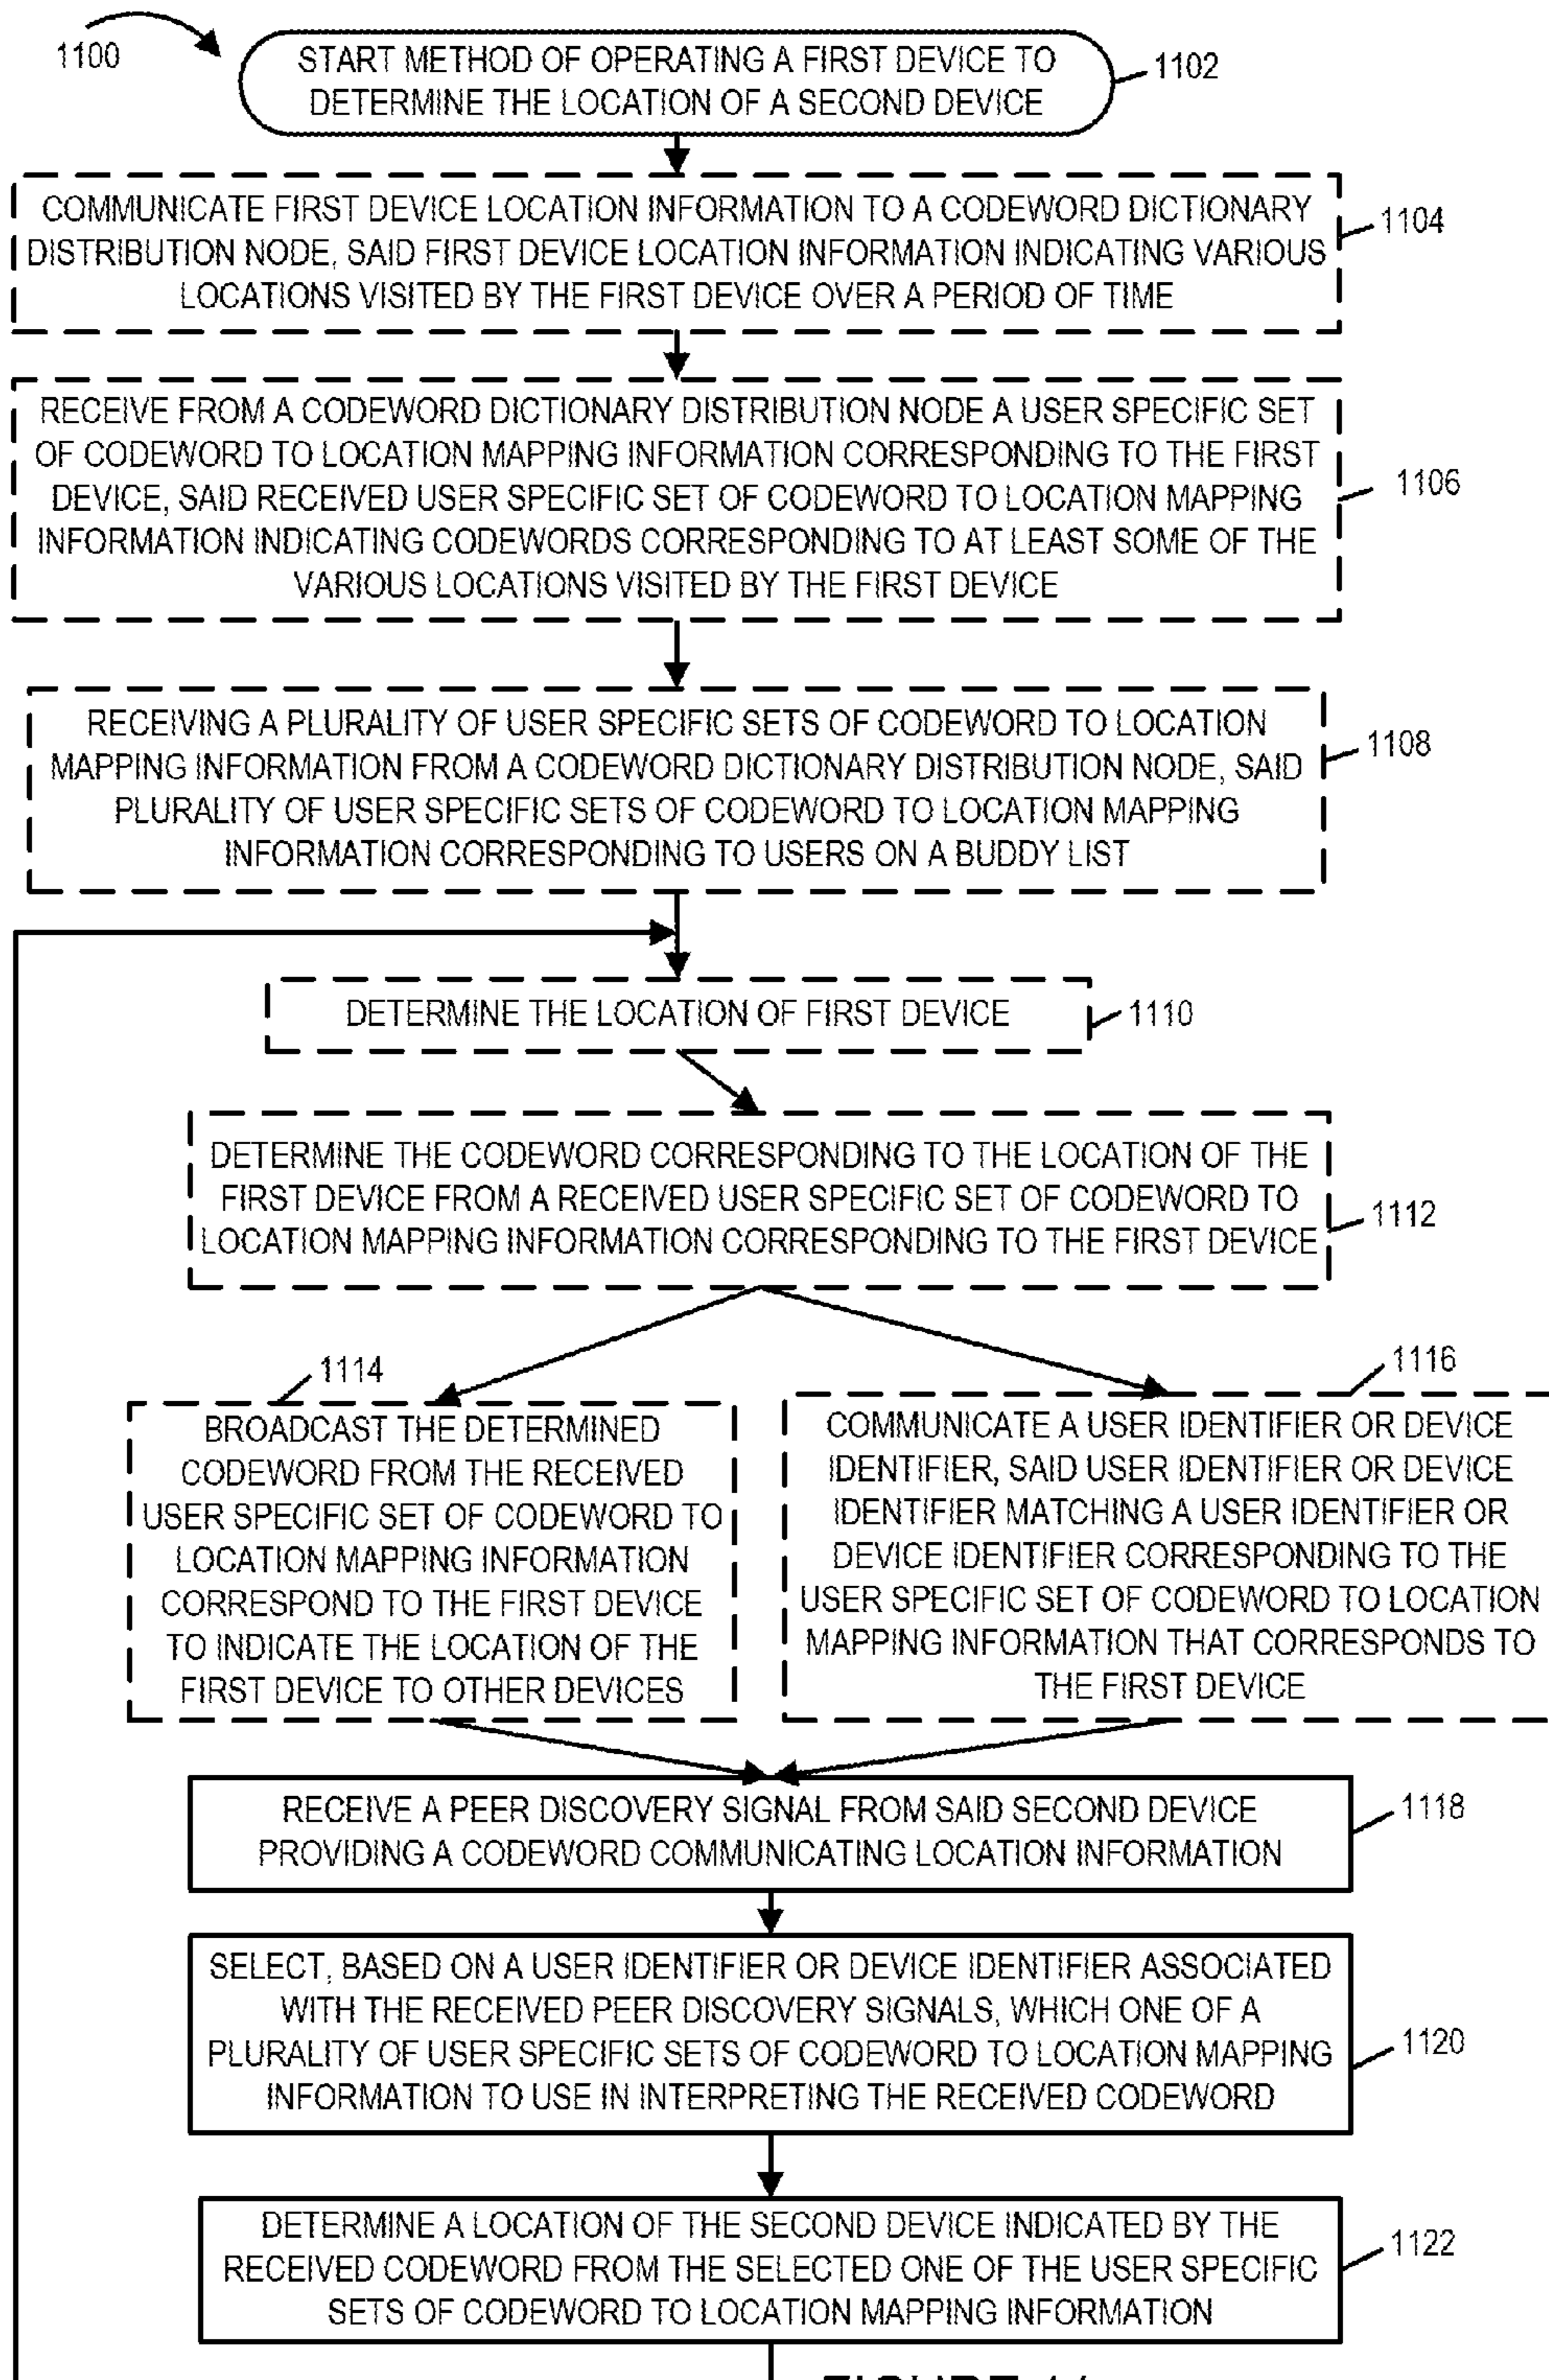 1100
START METHOD OF OPERATING A FIRST DEVICE TO
DETERMINE THE LOCATION OF A SECOND DEVICE
1102
COMMUNICATE FIRST DEVICE LOCATION INFORMATION TO A CODEWORD DICTIONARY
DISTRIBUTION NODE, SAID FIRST DEVICE LOCATION INFORMATION INDICATING VARIOUS
LOCATIONS VISITED BY THE FIRST DEVICE OVER A PERIOD OF TIME
1104
RECEIVE FROM A CODEWORD DICTIONARY DISTRIBUTION NODE A USER SPECIFIC SET
OF CODEWORD TO LOCATION MAPPING INFORMATION CORRESPONDING TO THE FIRST
DEVICE, SAID RECEIVED USER SPECIFIC SET OF CODEWORD TO LOCATION MAPPING
INFORMATION INDICATING CODEWORDS CORRESPONDING TO AT LEAST SOME OF THE
VARIOUS LOCATIONS VISITED BY THE FIRST DEVICE
1106
RECEIVING A PLURALITY OF USER SPECIFIC SETS OF CODEWORD TO LOCATION
MAPPING INFORMATION FROM A CODEWORD DICTIONARY DISTRIBUTION NODE, SAID
PLURALITY OF USER SPECIFIC SETS OF CODEWORD TO LOCATION MAPPING
INFORMATION CORRESPONDING TO USERS ON A BUDDY LIST
1108
DETERMINE THE LOCATION OF FIRST DEVICE
1110
DETERMINE THE CODEWORD CORRESPONDING TO THE LOCATION OF THE
FIRST DEVICE FROM A RECEIVED USER SPECIFIC SET OF CODEWORD TO
LOCATION MAPPING INFORMATION CORRESPONDING TO THE FIRST DEVICE
1112
1114
BROADCAST THE DETERMINED
CODEWORD FROM THE RECEIVED
USER SPECIFIC SET OF CODEWORD TO
LOCATION MAPPING INFORMATION
CORRESPOND TO THE FIRST DEVICE
TO INDICATE THE LOCATION OF THE
FIRST DEVICE TO OTHER DEVICES
1116
COMMUNICATE A USER IDENTIFIER OR DEVICE
IDENTIFIER, SAID USER IDENTIFIER OR DEVICE
IDENTIFIER MATCHING A USER IDENTIFIER OR
DEVICE IDENTIFIER CORRESPONDING TO THE
USER SPECIFIC SET OF CODEWORD TO LOCATION
MAPPING INFORMATION THAT CORRESPONDS TO
THE FIRST DEVICE
RECEIVE A PEER DISCOVERY SIGNAL FROM SAID SECOND DEVICE
PROVIDING A CODEWORD COMMUNICATING LOCATION INFORMATION
1118
SELECT, BASED ON A USER IDENTIFIER OR DEVICE IDENTIFIER ASSOCIATED
WITH THE RECEIVED PEER DISCOVERY SIGNALS, WHICH ONE OF A
PLURALITY OF USER SPECIFIC SETS OF CODEWORD TO LOCATION MAPPING
INFORMATION TO USE IN INTERPRETING THE RECEIVED CODEWORD
1120
DETERMINE A LOCATION OF THE SECOND DEVICE INDICATED BY THE
RECEIVED CODEWORD FROM THE SELECTED ONE OF THE USER SPECIFIC
SETS OF CODEWORD TO LOCATION MAPPING INFORMATION
1122